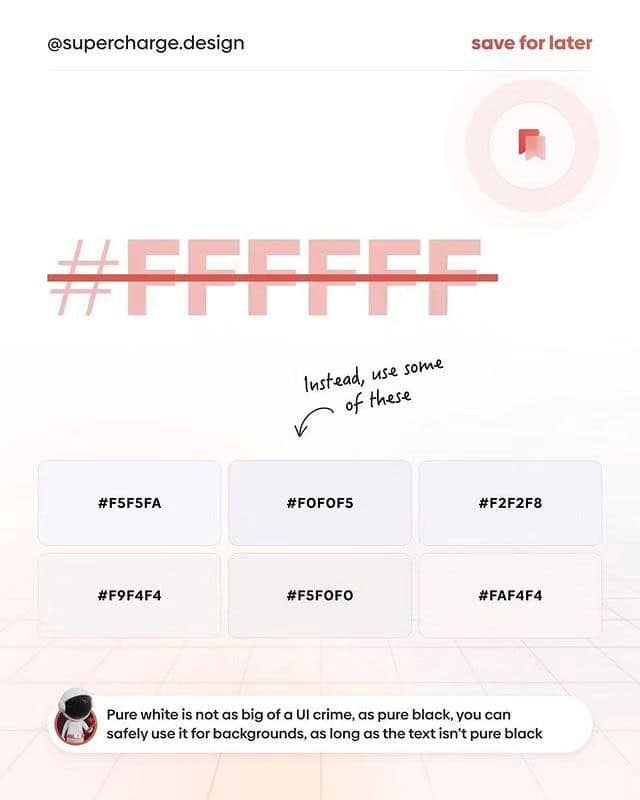 @supercharge.design
save for later
#FFFFFF
Instead, use some
of these
#F5F5FA
#F0F0F5
#F2F2F8
#F9F4F4
#F5F0F0
#FAF4F4
Pure white is not as big of a UI crime, as pure black, you can
safely use it for backgrounds, as long as the text isn't pure black